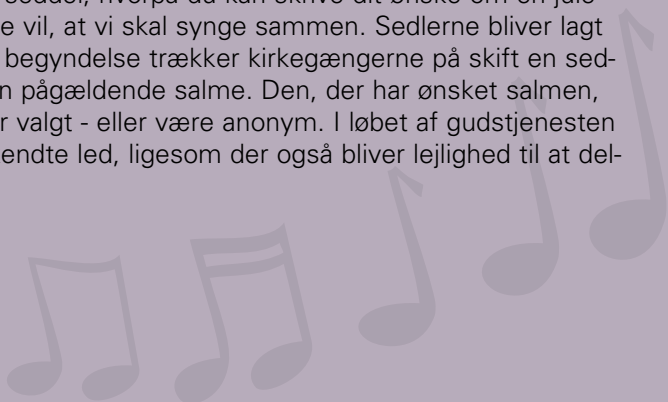 seddel, hvorpå du kan skrive dit ønske om en jule-
e vil, at vi skal synge sammen. Sedlerne bliver lagt
begyndelse trækker kirkegængerne på skift en sed-
n pågældende salme. Den, der har ønsket salmen,
r valgt - eller være anonym. I løbet af gudstjenesten
endte led, ligesom der også bliver lejlighed til at del-